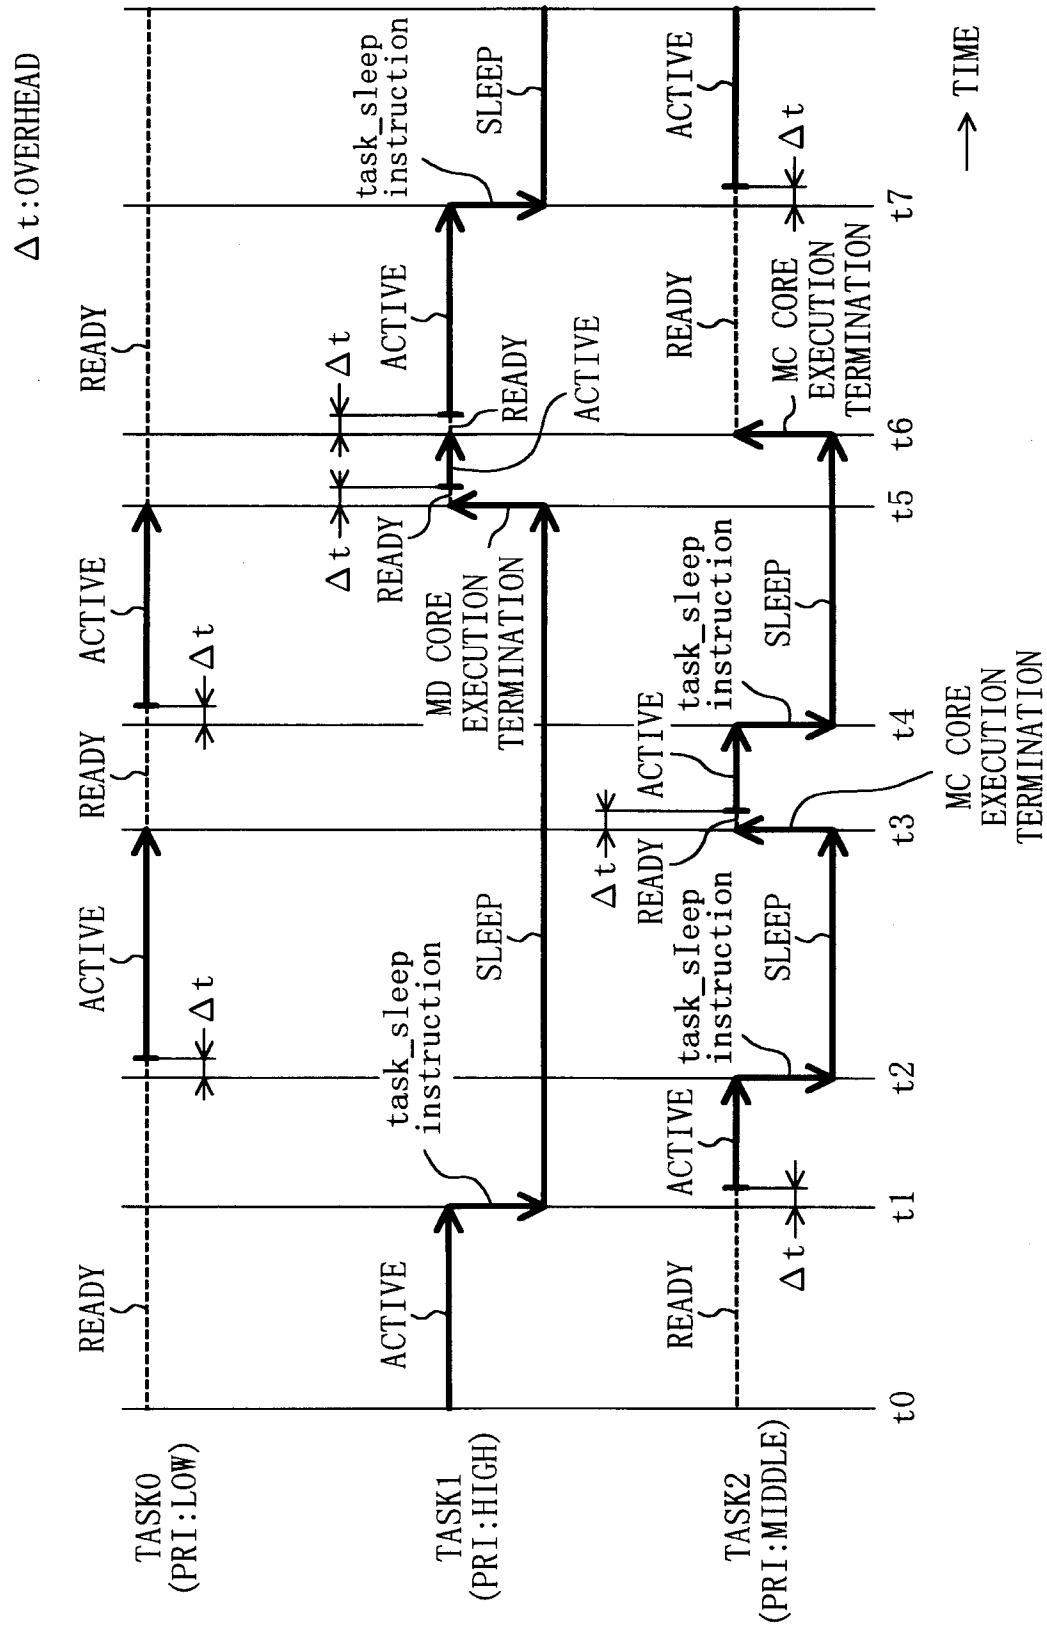 Δt:OVERHEAD
TASK0
(PRI:LOW)
READY
ACTIVE
Δt
READY
ACTIVE
Δt
READY
TASK1
(PRI:HIGH)
ACTIVE
task_sleep
instruction
SLEEP
MD CORE
EXECUTION
TERMINATION
READY
Δt
Δt
ACTIVE
READY
ACTIVE
task_sleep
instruction
SLEEP
TASK2
(PRI:MIDDLE)
READY
Δt
ACTIVE
task_sleep
instruction
SLEEP
READY
Δt
ACTIVE
MC CORE
EXECUTION
TERMINATION
task_sleep
instruction
SLEEP
READY
MC CORE
EXECUTION
TERMINATION
ACTIVE
Δt
t0
t1
t2
t3
t4
t5
t6
t7
→ TIME